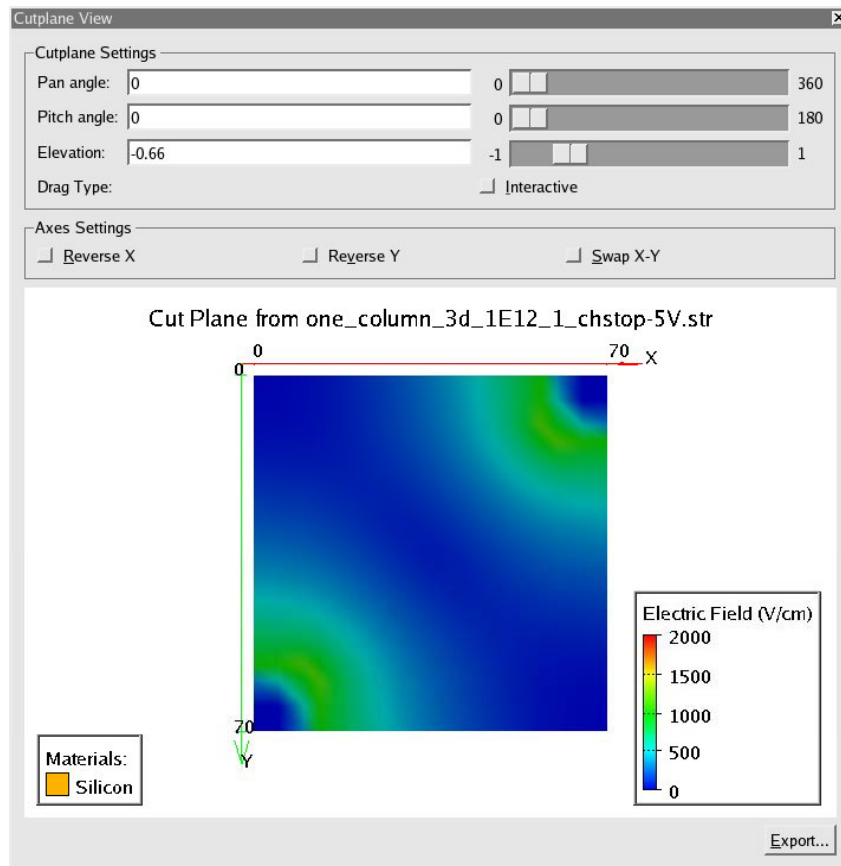 Cutplane View
Cutplane Settings
Pan angle: 0 0 360
Pitch angle: 0 0 180
Elevation: -0.66 -1 1
Drag Type: Interactive
Axes Settings
Reverse X Reverse Y Swap X-Y
Cut Plane from one_column_3d_1E12_1_chstop-5V.str
0 70 X
0
70
Y
Electric Field (V/cm)
2000
1500
1000
500
0
Materials:
Silicon
Export...